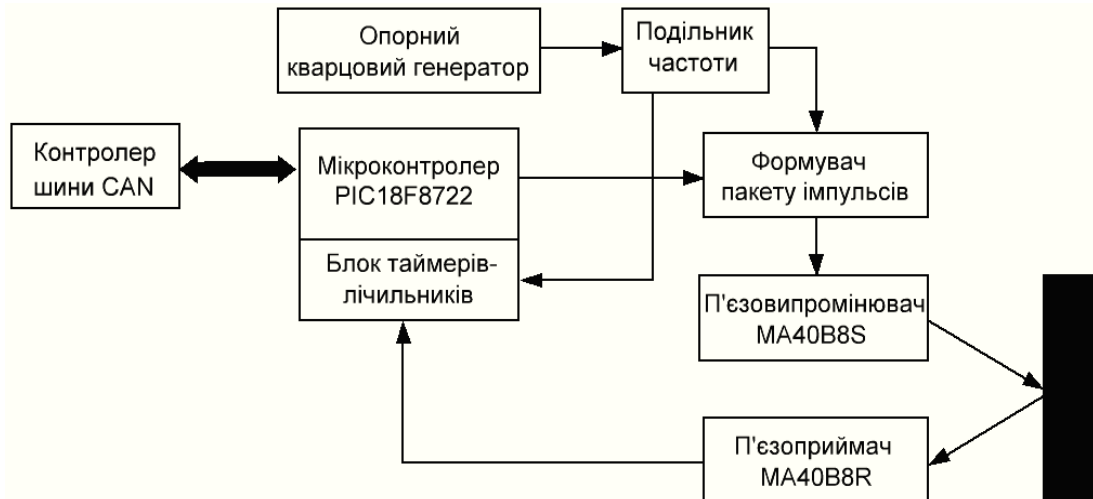 Опорний
кварцовий генератор
Подільник
частоти
Контролер
шини CAN
Мікроконтролер
PIC18F8722
Формувач
пакету імпульсів
Блок таймерів-
лічильників
П'єзовипромінювач
MA40B8S
П'єзоприймач
MA40B8R